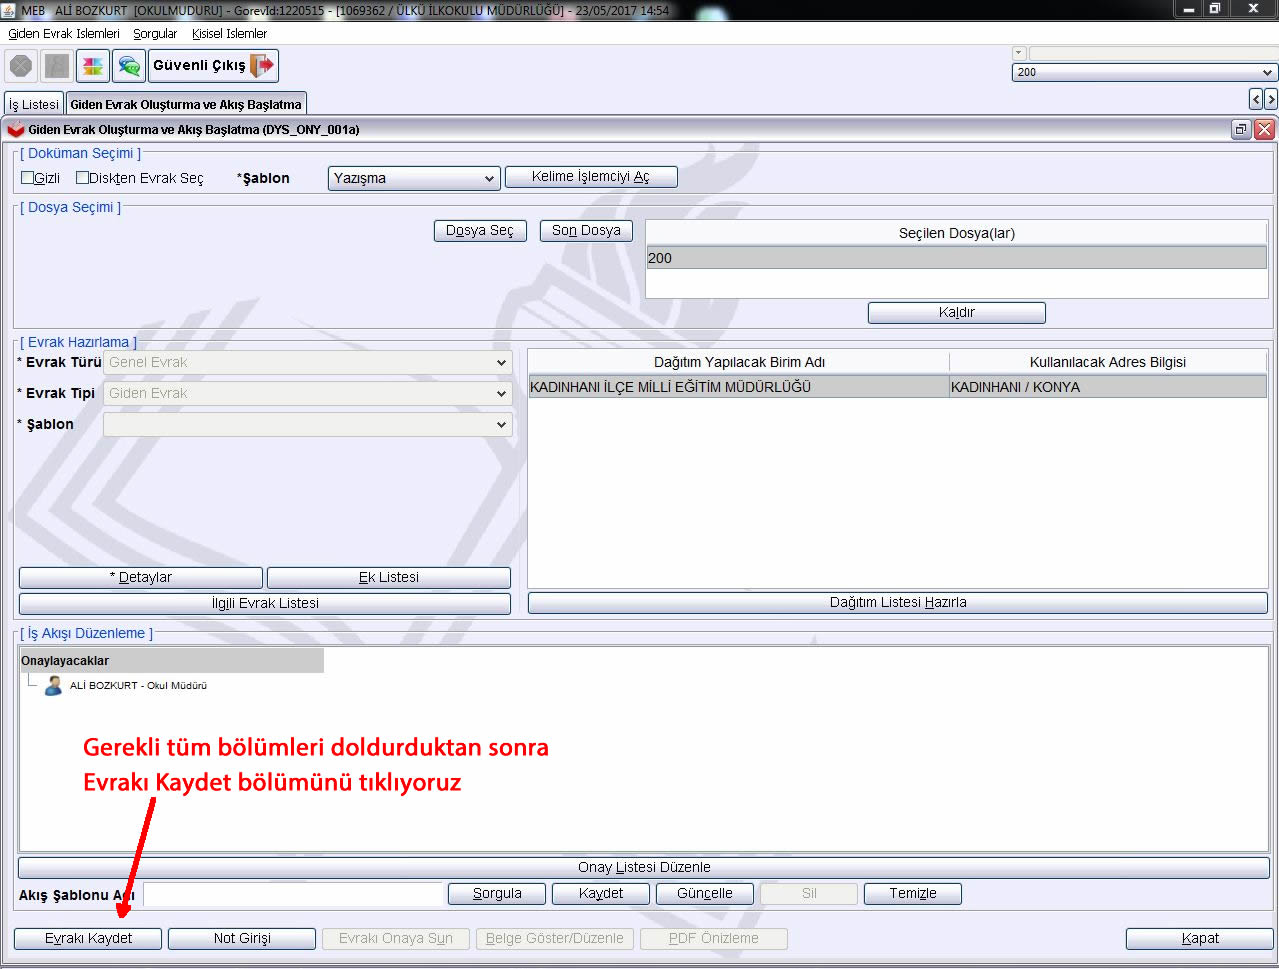 MEB ALİ BOZKURT [OKULMUDURU] - GorevId:1220515 - [1069362 / ÜLKÜ İLKOKULU MÜDÜRLÜĞÜ] - 23/05/2017 14:54
Giden Evrak Islemleri Sorgular Kisisel Islemler
Güvenli Çıkış
200
İş Listesi Giden Evrak Oluşturma ve Akış Başlatma
Giden Evrak Oluşturma ve Akış Başlatma (DYS_ONY_001a)
[ Doküman Seçimi ]
Gizli Diskten Evrak Seç *Şablon Yazışma Kelime İşlemciyi Aç
[ Dosya Seçimi ]
Dosya Seç Son Dosya Seçilen Dosya(lar)
200
Kaldır
[ Evrak Hazırlama ]
* Evrak Türü Genel Evrak Dağıtım Yapılacak Birim Adı Kullanılacak Adres Bilgisi
* Evrak Tipi Giden Evrak KADINHANI İLÇE MİLLİ EĞİTİM MÜDÜRLÜĞÜ KADINHANI / KONYA
* Şablon
* Detaylar Ek Listesi
İlgili Evrak Listesi Dağıtım Listesi Hazırla
[ İş Akışı Düzenleme ]
Onaylayacaklar
ALİ BOZKURT - Okul Müdürü
Gerekli tüm bölümleri doldurduktan sonra
Evrakı Kaydet bölümünü tıklıyoruz
Onay Listesi Düzenle
Akış Şablonu Adı Sorgula Kaydet Güncelle Sil Temizle
Evrakı Kaydet Not Girişi Evrakı Onaya Sun Belge Göster/Düzenle PDF Önizleme Kapat